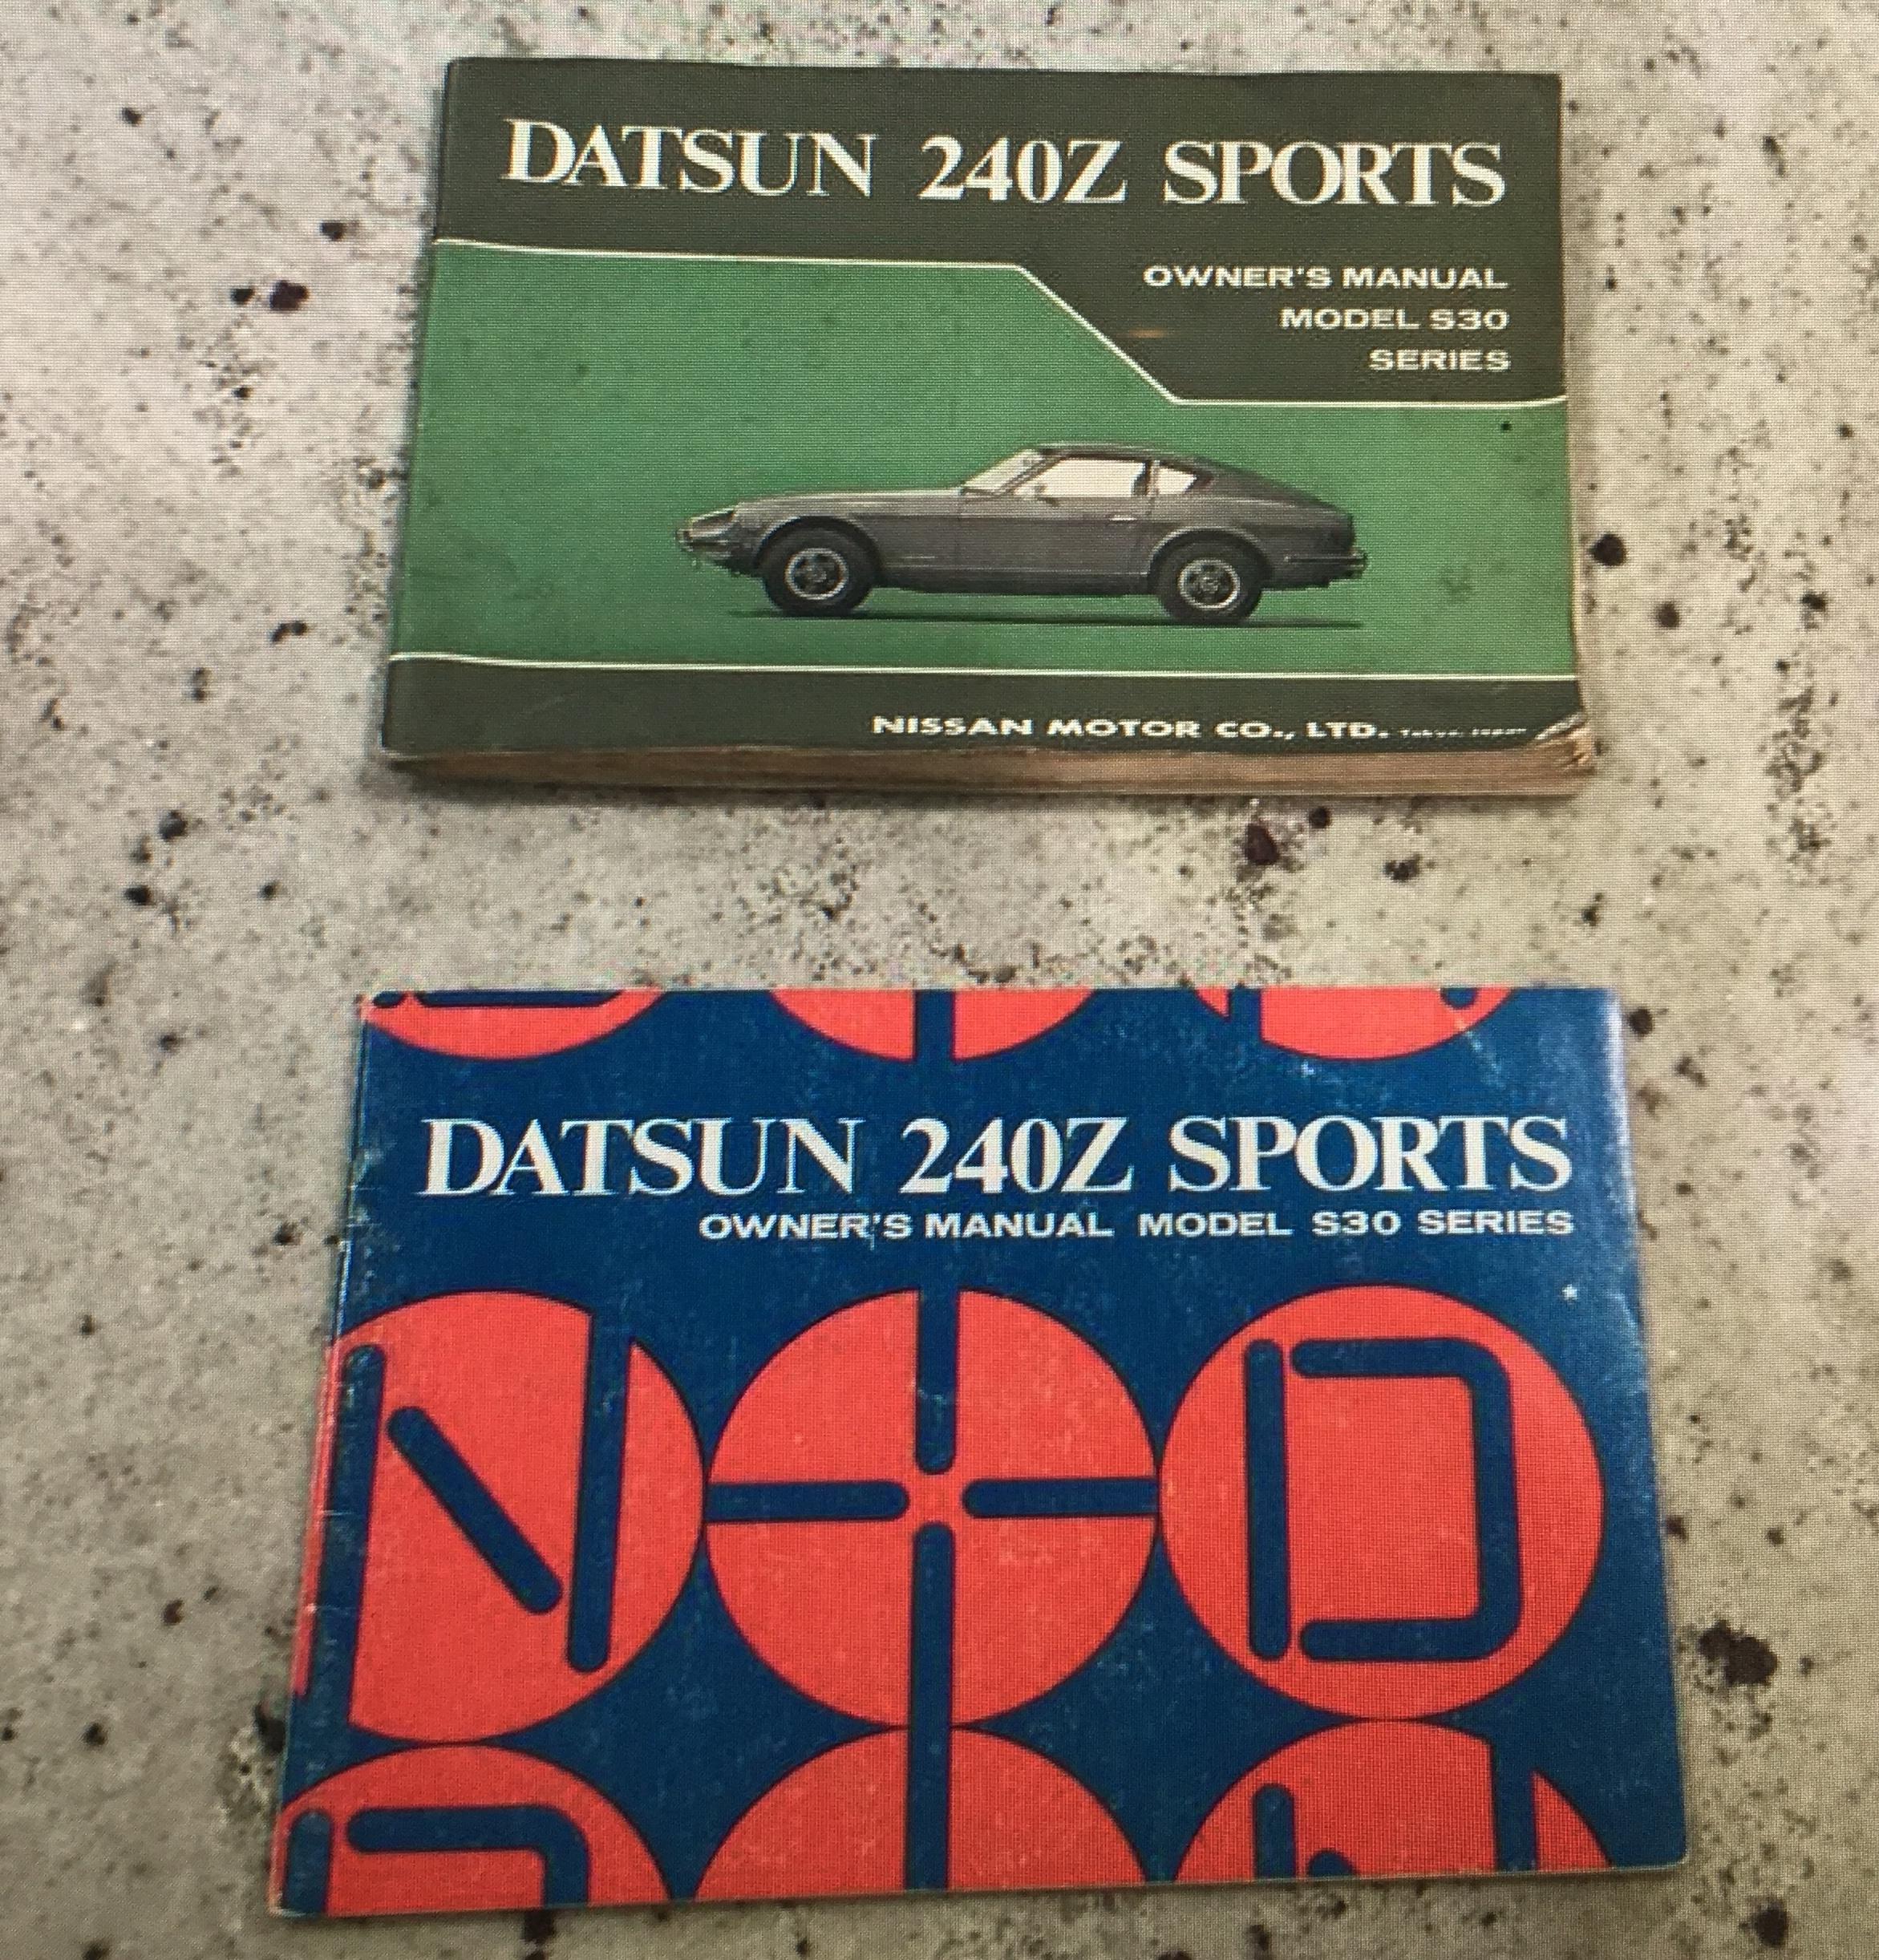 DATSUN 240Z SPORTS
OWNER'S MANUAL
MODEL S30
SERIES
NISSAN MOTOR CO., LTD.
DATSUN 240Z SPORTS
OWNER'S MANUAL MODEL S30 SERIES
N D